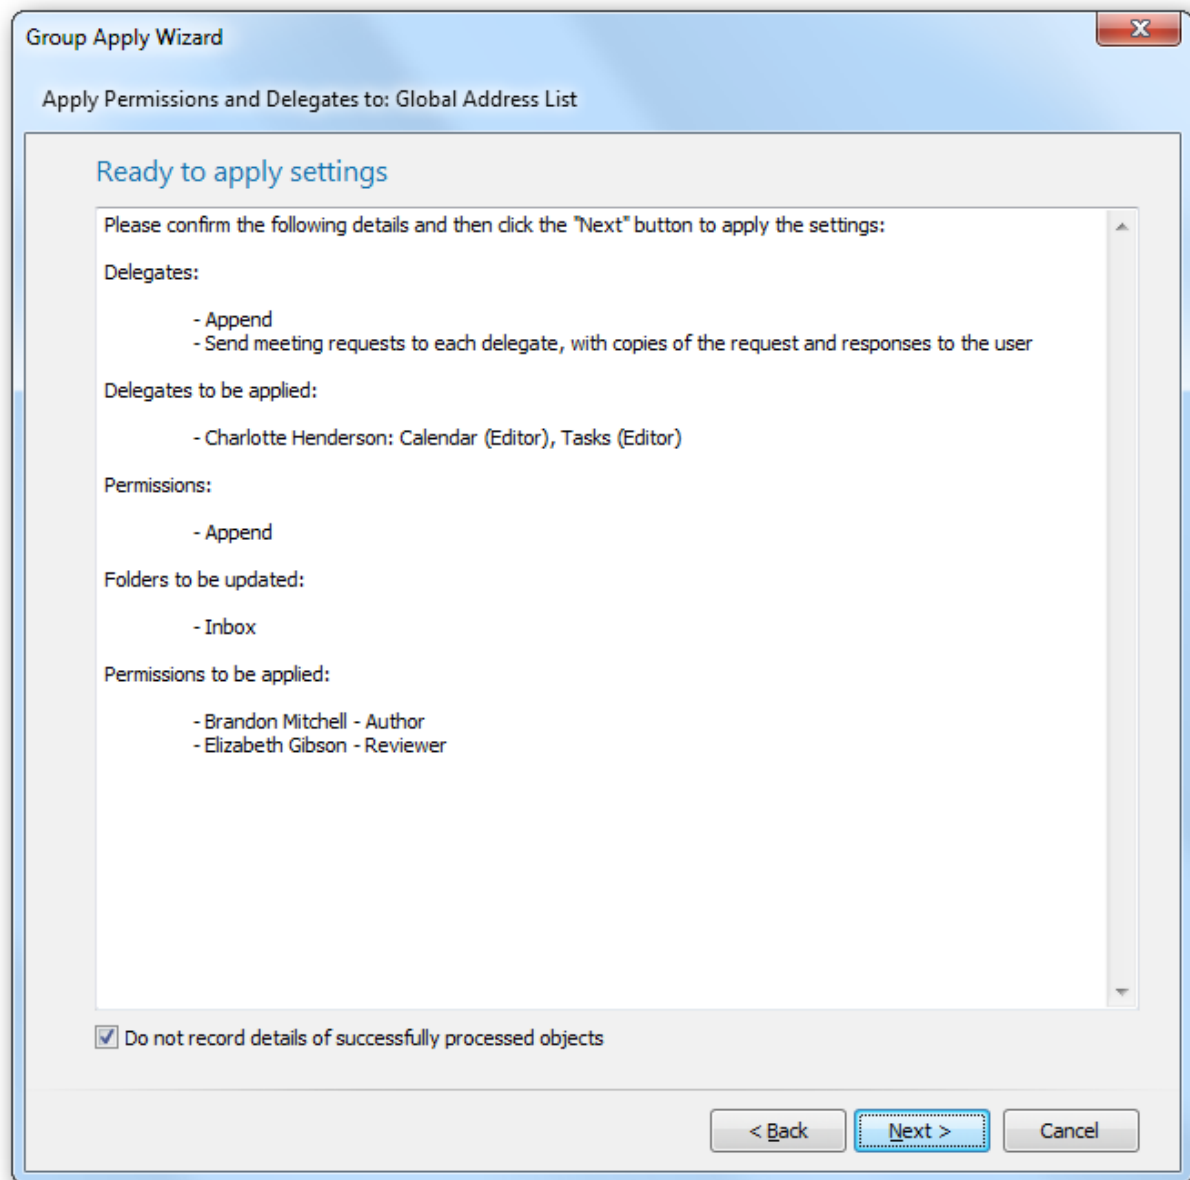 Group Apply Wizard
Apply Permissions and Delegates to: Global Address List
Ready to apply settings
Please confirm the following details and then click the "Next" button to apply the settings:
Delegates:
- Append
- Send meeting requests to each delegate, with copies of the request and responses to the user
Delegates to be applied:
- Charlotte Henderson: Calendar (Editor), Tasks (Editor)
Permissions:
- Append
Folders to be updated:
- Inbox
Permissions to be applied:
- Brandon Mitchell - Author
- Elizabeth Gibson - Reviewer
Do not record details of successfully processed objects
< Back
Next >
Cancel